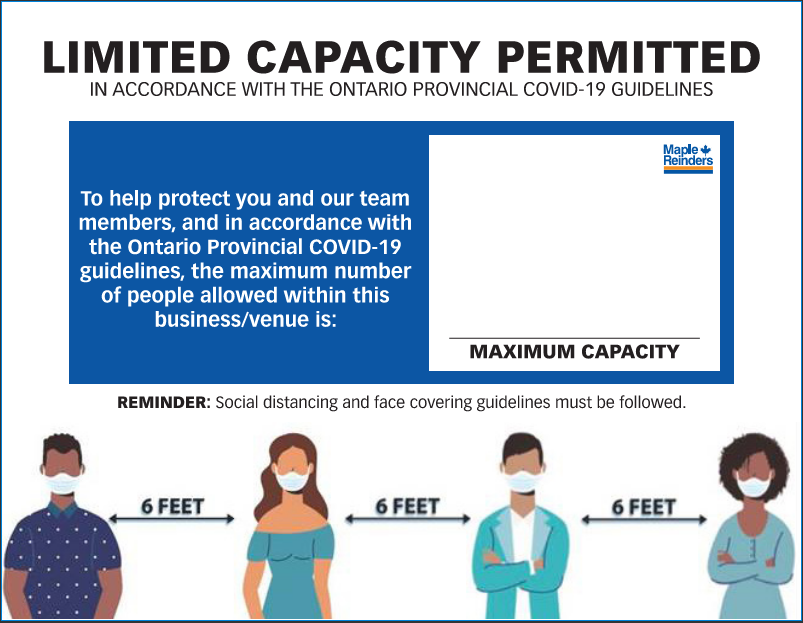 LIMITED CAPACITY PERMITTED
IN ACCORDANCE WITH THE ONTARIO PROVINCIAL COVID-19 GUIDELINES
To help protect you and our team
members, and in accordance with
the Ontario Provincial COVID-19
guidelines, the maximum number
of people allowed within this
business/venue is:
Maple
Reinders
MAXIMUM CAPACITY
REMINDER: Social distancing and face covering guidelines must be followed.
6 FEET
6 FEET
6 FEET